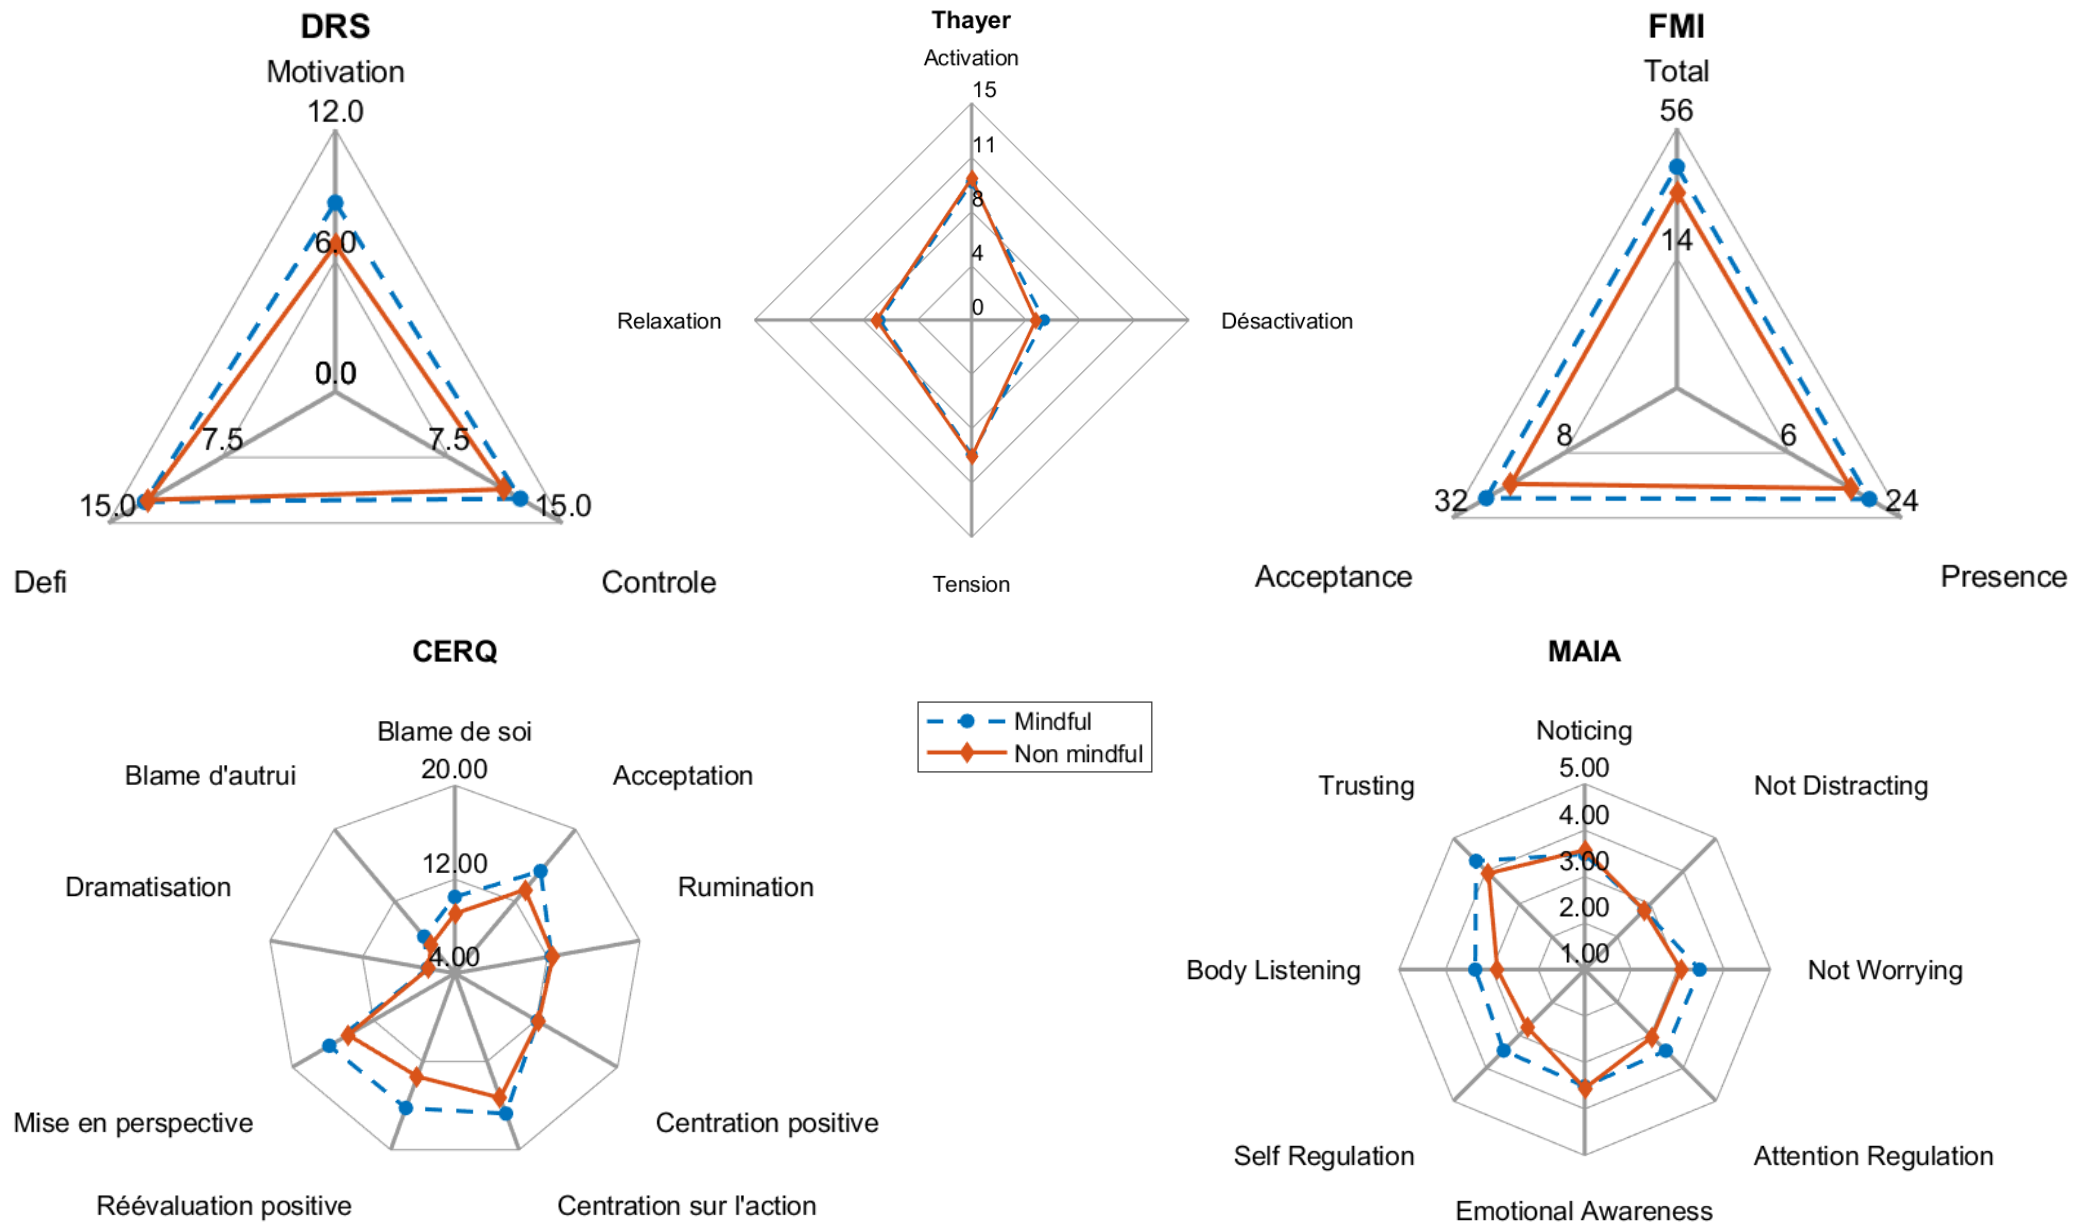 DRS
Motivation
12.0
6.0
0.0
7.5
7.5
15.0
15.0
Defi
Controle
Thayer
Activation
15
11
8
4
0
Relaxation
Désactivation
Tension
FMI
Total
56
14
8
6
32
24
Acceptance
Presence
CERQ
Blame de soi
20.00
12.00
4.00
Blame d'autrui
Acceptation
Dramatisation
Rumination
Mise en perspective
Centration positive
Réévaluation positive
Centration sur l'action
Mindful
Non mindful
MAIA
Noticing
5.00
4.00
3.00
2.00
1.00
Trusting
Not Distracting
Body Listening
Not Worrying
Self Regulation
Attention Regulation
Emotional Awareness